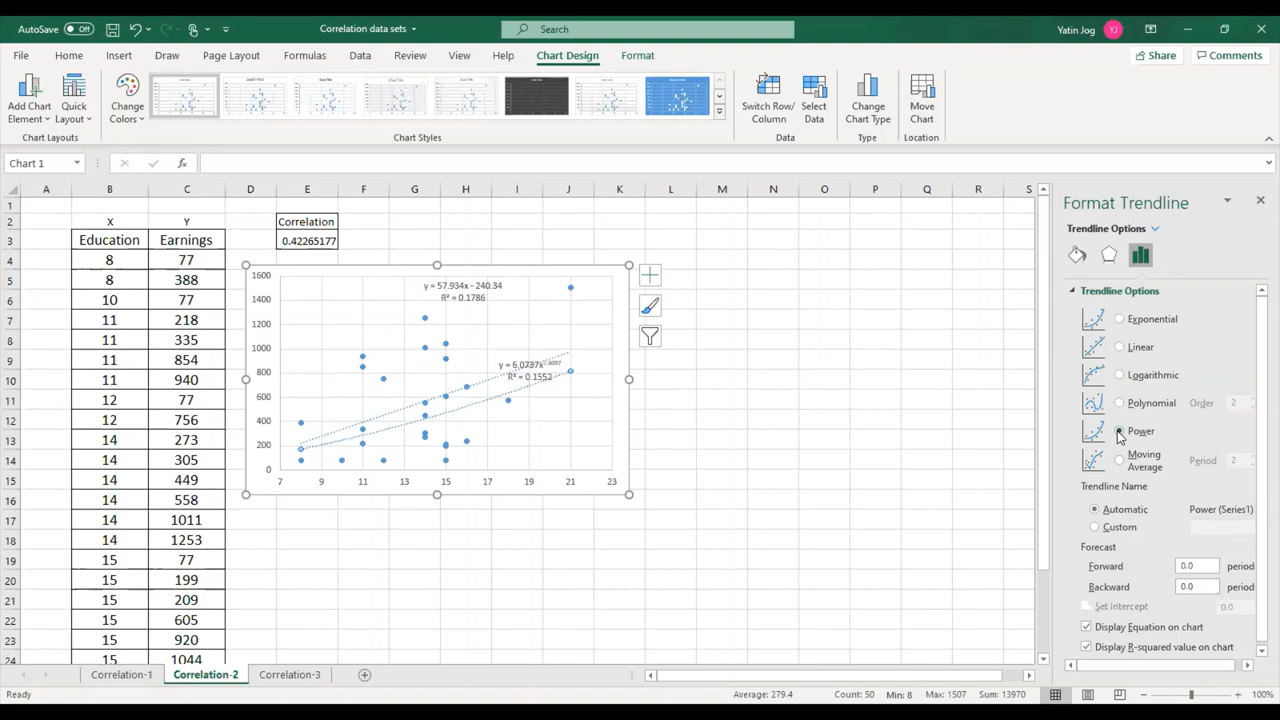 AutoSave Off Correlation data sets Search Yatin Jog YJ
File Home Insert Draw Page Layout Formulas Data Review View Help Chart Design Format Share Comments
Add Chart Element Quick Layout Change Colors Switch Row/Column Select Data Change Chart Type Move Chart
Chart Layouts Chart Styles Data Type Location
Chart 1 fx
A B C D E F G H I J K L M N O P Q R S
1
2 X Y Correlation
3 Education Earnings 0.42265177
4 8 77
5 8 388
6 10 77
7 11 218
8 11 335
9 11 854
10 11 940
11 12 77
12 12 756
13 14 273
14 14 305
15 14 449
16 14 558
17 14 1011
18 14 1253
19 15 77
20 15 199
21 15 209
22 15 605
23 15 920
24 15 1044
1600
1400
1200
1000
800
600
400
200
0
7 9 11 13 15 17 19 21 23
y = 57.934x - 240.34
R² = 0.1786
y = 6.0737x
R² = 0.1552
Format Trendline
Trendline Options
Trendline Options
Exponential
Linear
Logarithmic
Polynomial Order 2
Power
Moving Average Period 2
Trendline Name
Automatic Power (Series1)
Custom
Forecast
Forward 0.0 period
Backward 0.0 period
Set Intercept 0.0
Display Equation on chart
Display R-squared value on chart
Correlation-1 Correlation-2 Correlation-3
Ready Average: 279.4 Count: 50 Min: 8 Max: 1507 Sum: 13970 100%